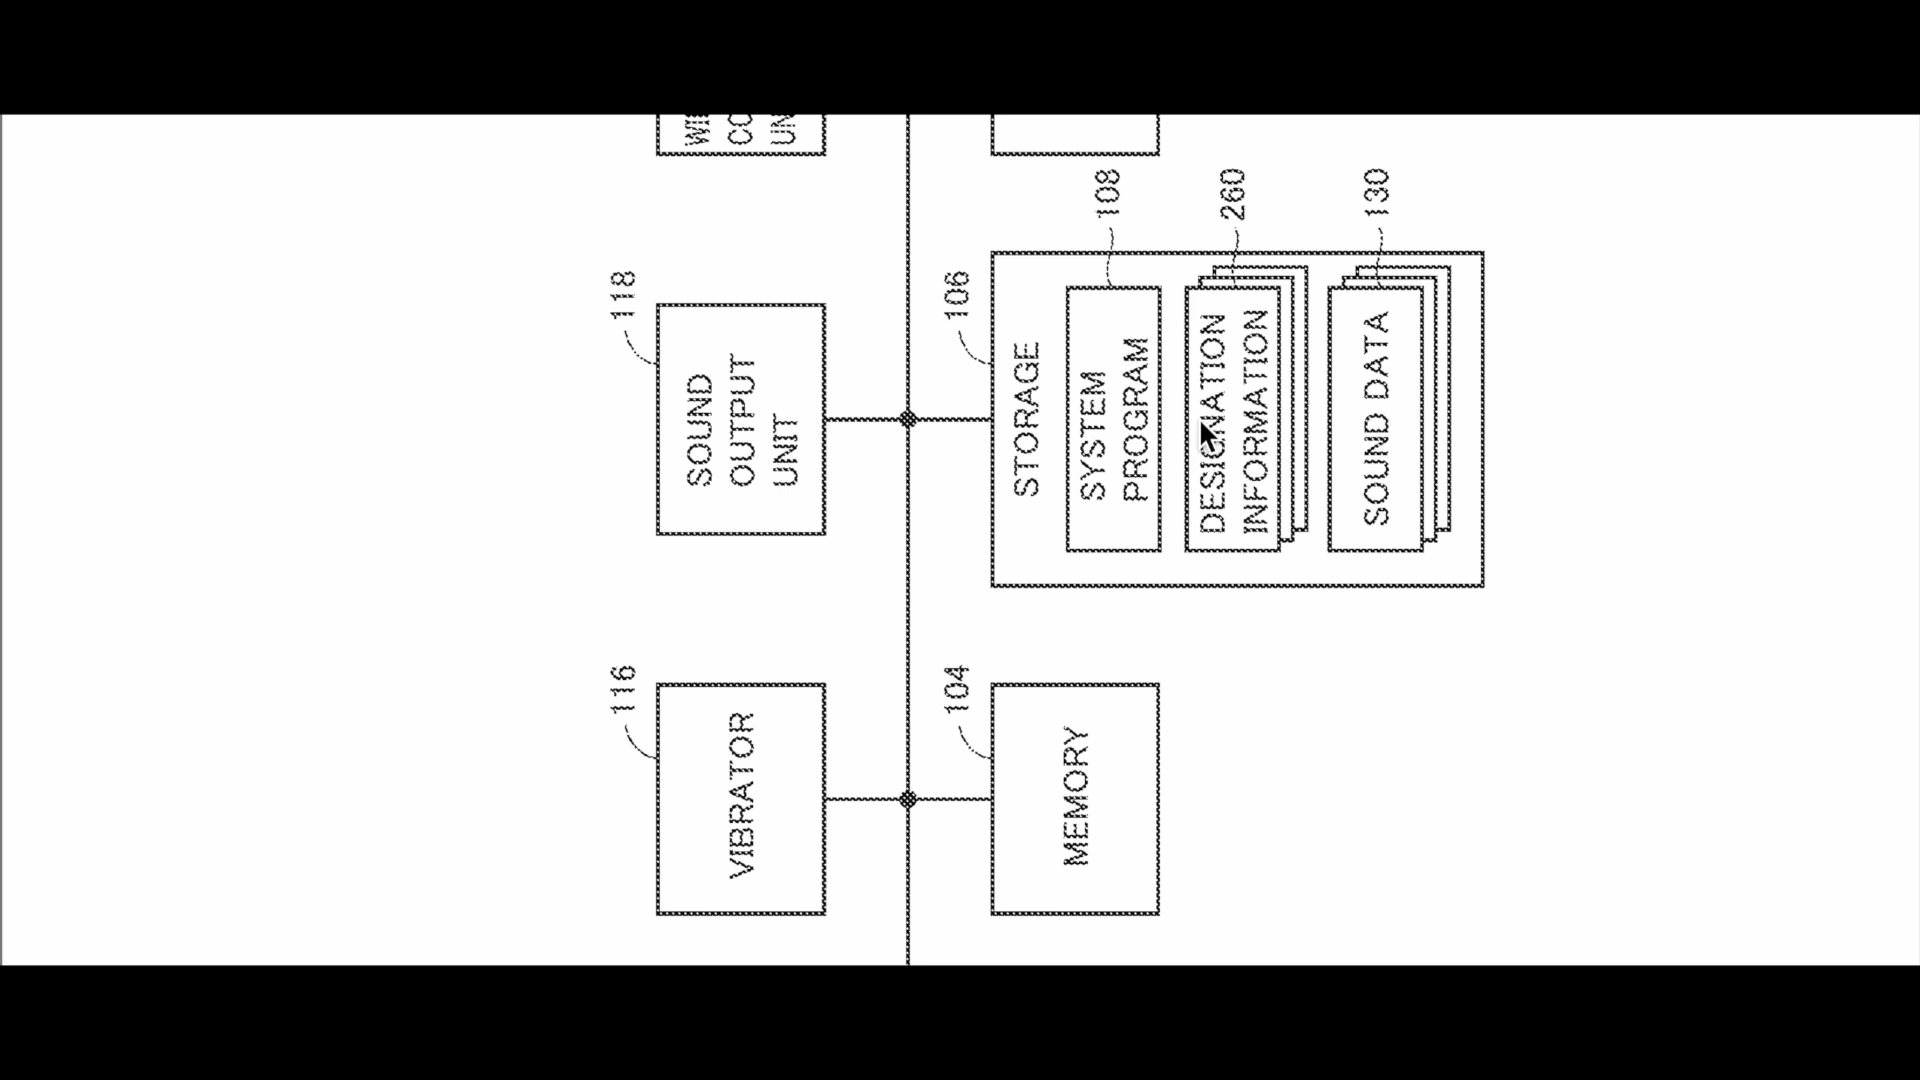 116
VIBRATOR
118
SOUND
OUTPUT
UNIT
104
MEMORY
106
STORAGE
108
SYSTEM
PROGRAM
260
DESIGNATION
INFORMATION
130
SOUND DATA